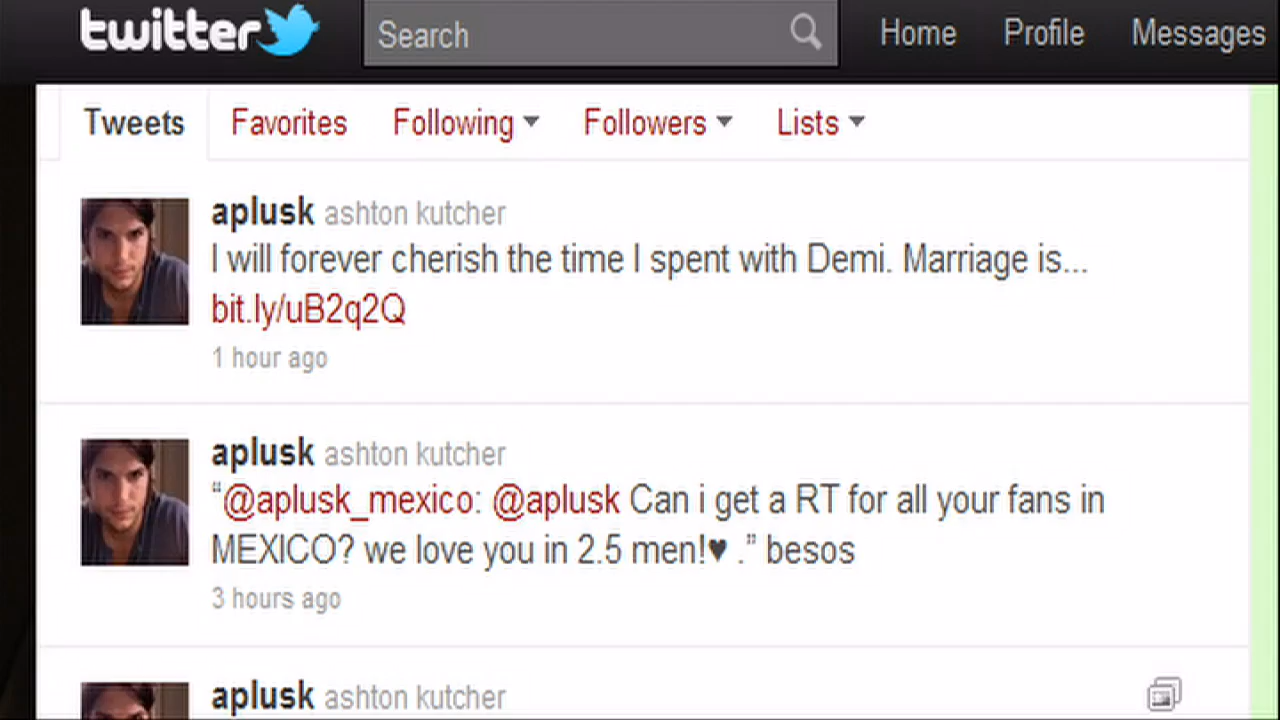 twitter Search Home Profile Messages
Tweets Favorites Following Followers Lists
aplusk ashton kutcher
I will forever cherish the time I spent with Demi. Marriage is...
bit.ly/uB2q2Q
1 hour ago
aplusk ashton kutcher
“@aplusk_mexico: @aplusk Can i get a RT for all your fans in
MEXICO? we love you in 2.5 men!♥ .” besos
3 hours ago
aplusk ashton kutcher